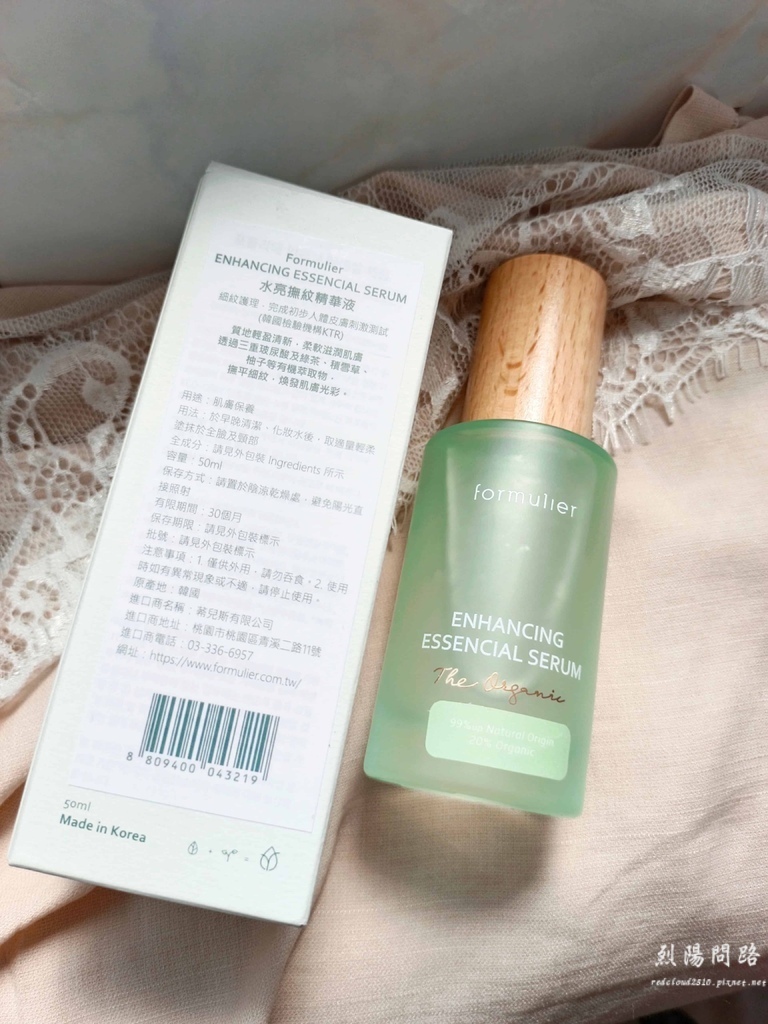 Formulier
ENHANCING ESSENCIAL SERUM
水亮撫紋精華液
細紋護理．完成初步人體皮膚刺激測試
(韓國檢驗機構KTR)
質地輕盈清新，柔軟滋潤肌膚
透過三重玻尿酸及綠茶、積雪草、
柚子等有機萃取物，
撫平細紋，煥發肌膚光彩。
用途：肌膚保養
用法：於早晚清潔，化妝水後，取適量輕柔
塗抹於全臉及頸部
全成分：請見外包裝 Ingredients 所示
容量：50ml
保存方式：請置於陰涼乾燥處，避免陽光直
接照射
有限期間：30個月
保存期限：請見外包裝標示
批號：請見外包裝標示
注意事項：1. 僅供外用，請勿吞食。2. 使用
時如有異常現象或不適，請停止使用。
原產地：韓國
進口商名稱：茀兒斯有限公司
進口商地址：桃園市桃園區青溪二路11號
進口商電話：03-336-6957
網址：https://www.formulier.com.tw/
8 809400 043219
50ml
Made in Korea
formulier
ENHANCING
ESSENCIAL SERUM
The Organic
99% Natural Origin
20% Organic
烈陽問路
redcloud2310.pixnet.net